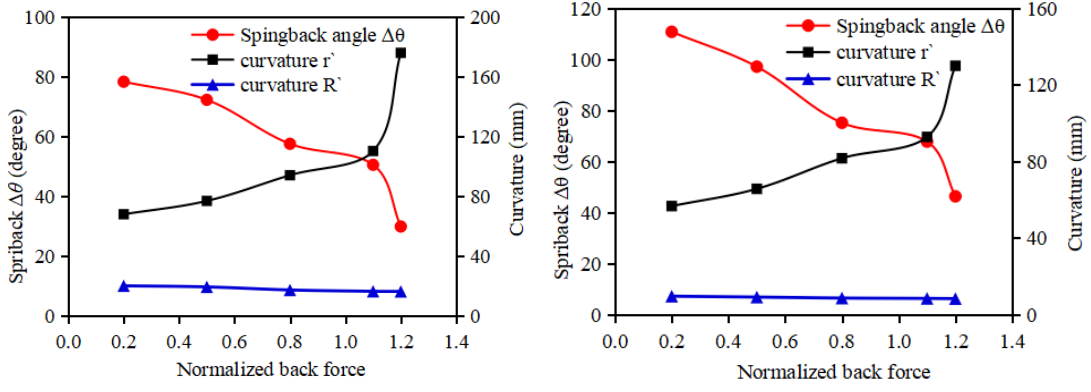 100
80
60
40
20
0
Spriback Δθ (degree)
Spingback angle Δθ
curvature r`
curvature R`
200
160
120
80
40
0
Curvature (mm)
0.0 0.2 0.4 0.6 0.8 1.0 1.2 1.4
Normalized back force
120
100
80
60
40
20
0
Spriback Δθ (degree)
Spingback angle Δθ
curvature r`
curvature R`
160
120
80
40
0
Curvature (mm)
0.0 0.2 0.4 0.6 0.8 1.0 1.2 1.4
Normalized back force